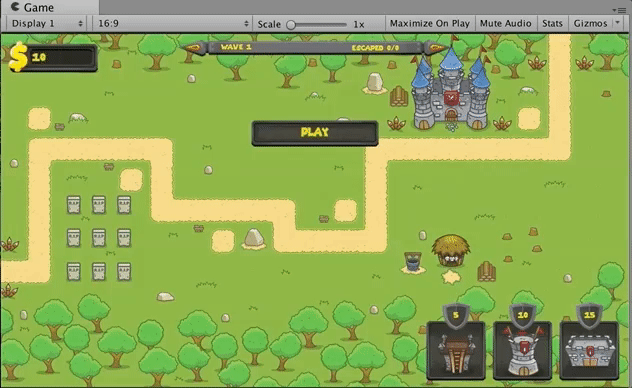 Game
Display 1 16:9 Scale 1x Maximize On Play Mute Audio Stats Gizmos
$ 10
WAVE 1 ESCAPED 0/0
PLAY
R.I.P R.I.P R.I.P
R.I.P R.I.P R.I.P
R.I.P R.I.P R.I.P
5 10 15